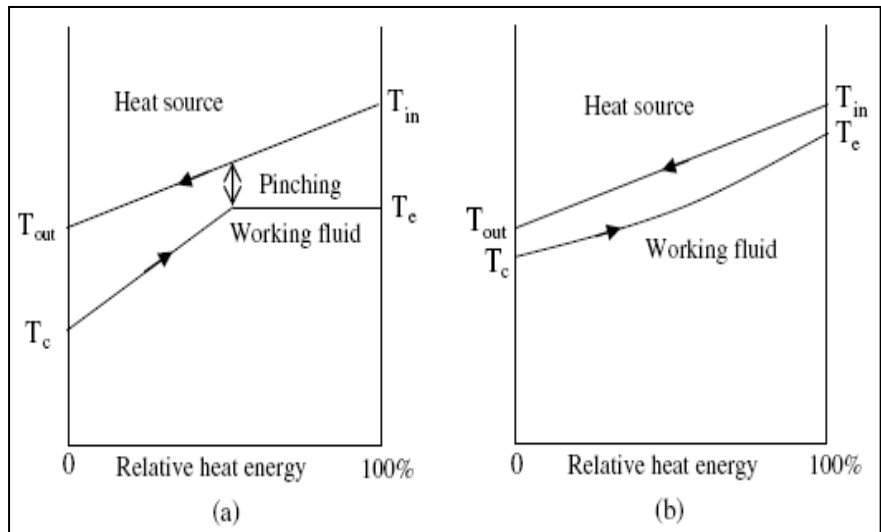 Heat source
T_in
Pinching
T_out
T_e
Working fluid
T_c
0
Relative heat energy
100%
(a)
Heat source
T_in
T_e
T_out
T_c
Working fluid
0
Relative heat energy
100%
(b)